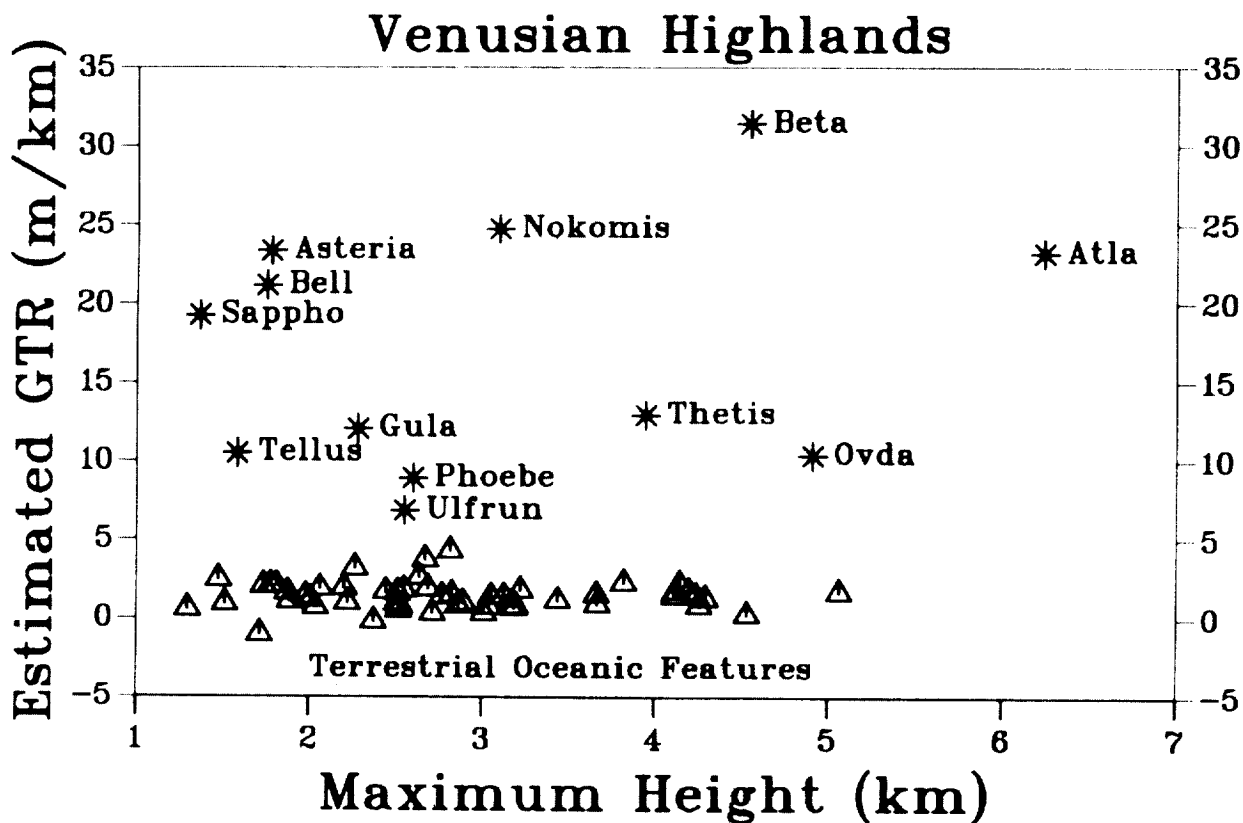 Venusian Highlands
Estimated GTR (m/km)
35
30
25
20
15
10
5
0
-5
35
30
25
20
15
10
5
0
-5
Beta
Nokomis
Asteria
Atla
Bell
Sappho
Thetis
Gula
Tellus
Ovda
Phoebe
Ulfrun
Terrestrial Oceanic Features
1 2 3 4 5 6 7
Maximum Height (km)